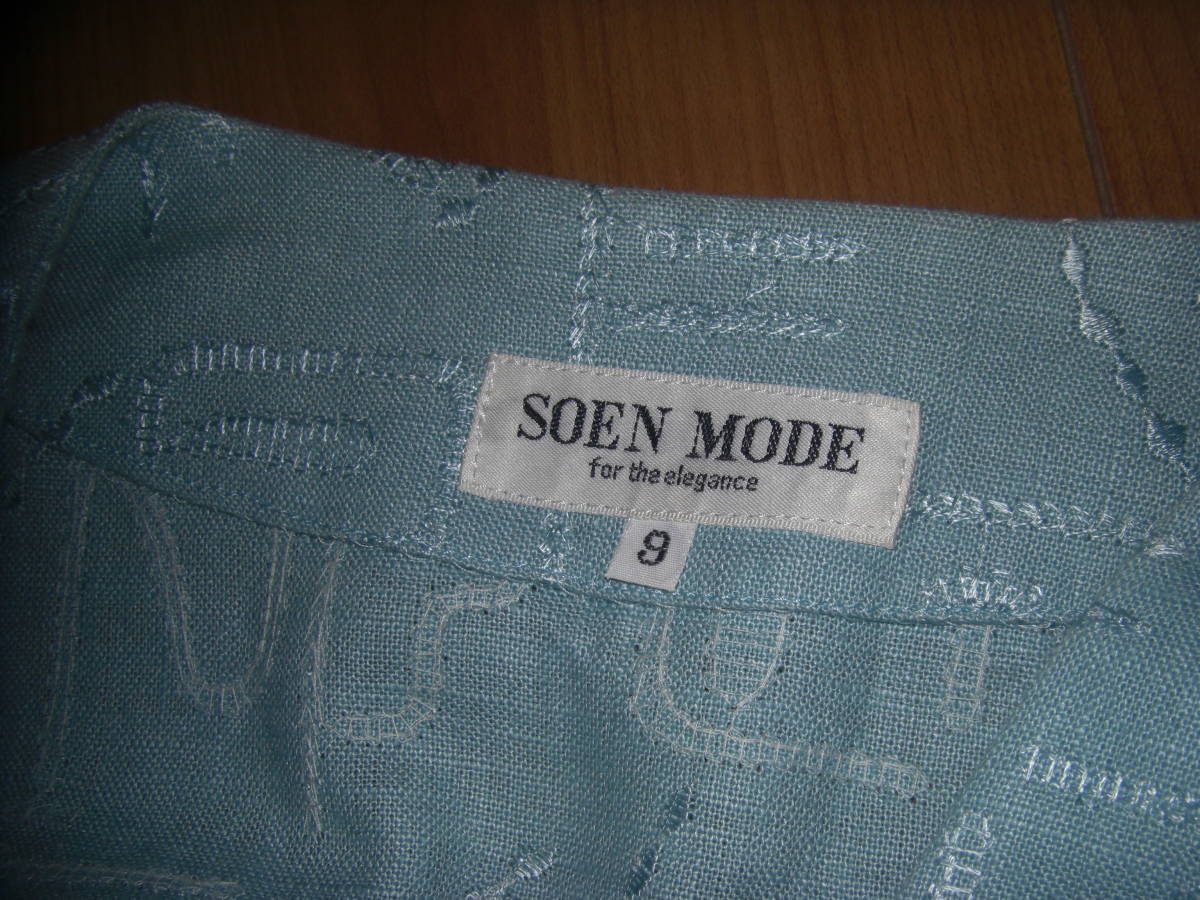 SOEN MODE
for the elegance
9